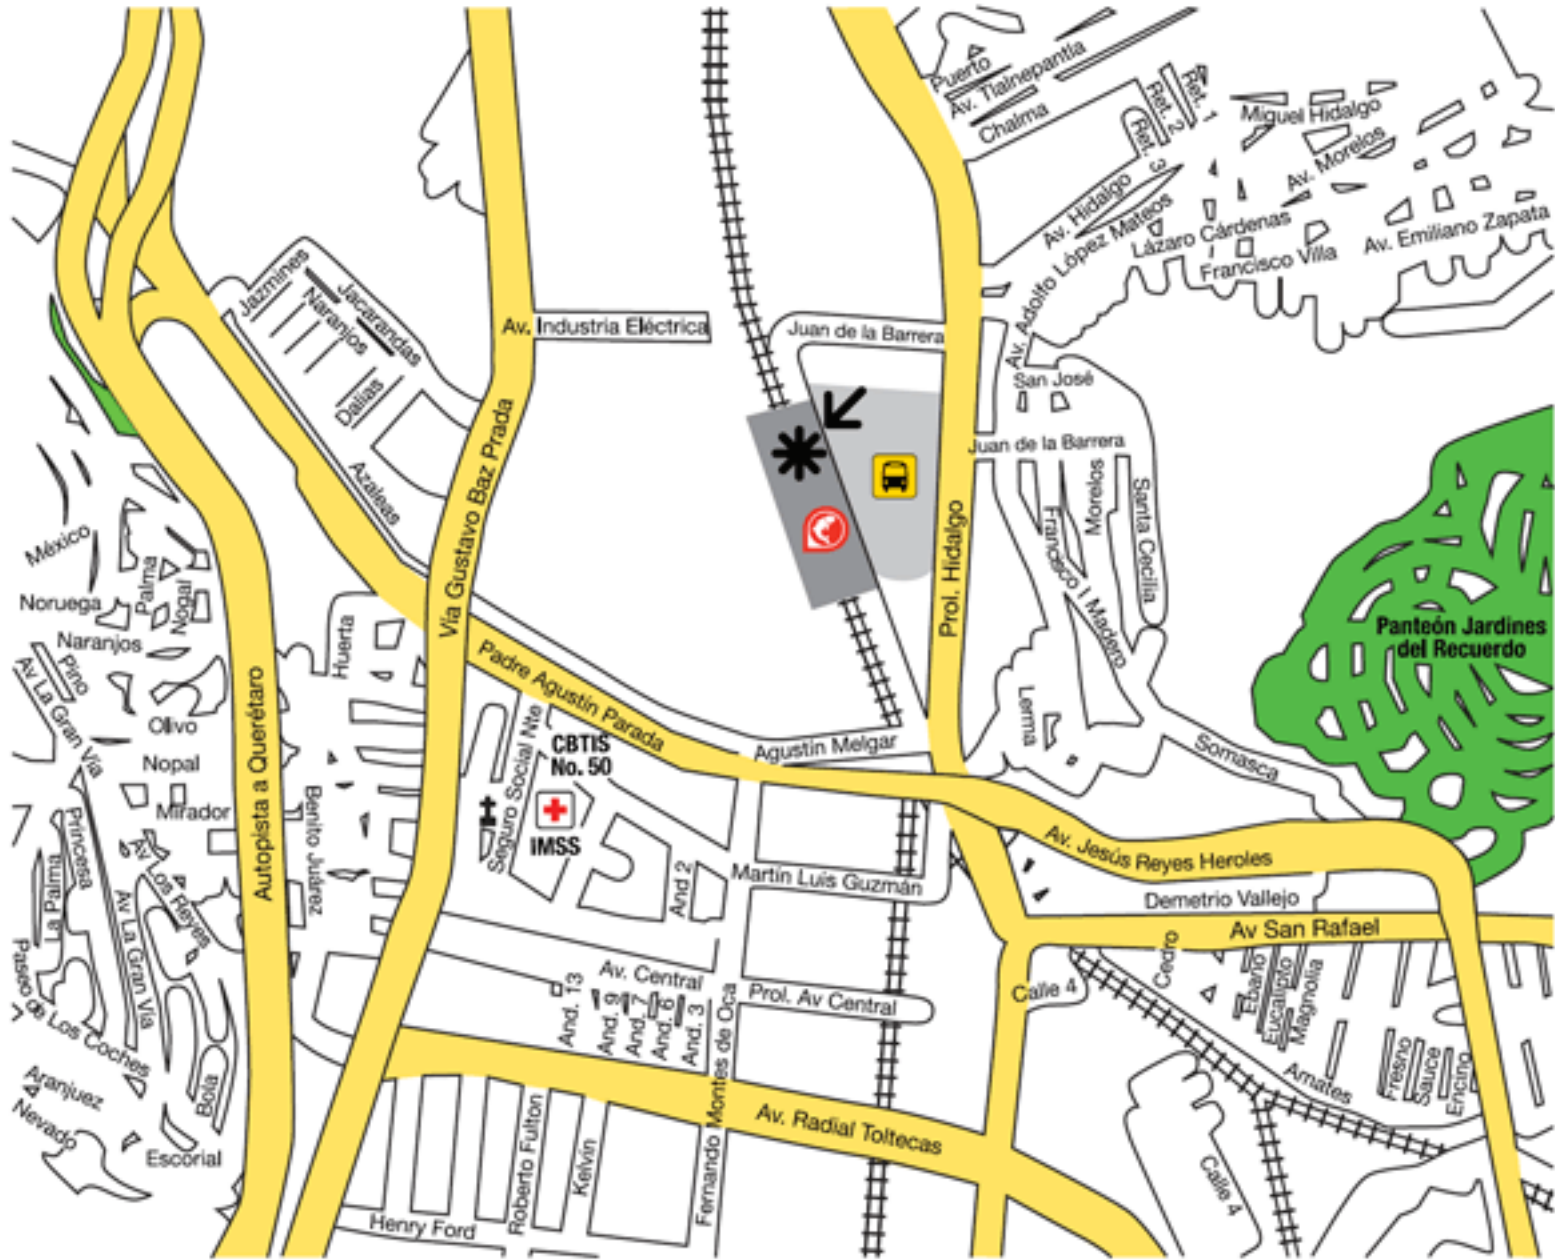 Puerto
Av. Tlalnepantla
Chalma
Ref. 1
Ref. 2
Ref. 3
Miguel Hidalgo
Av. Morelos
Av. Hidalgo
Av. Adolfo López Mateos
Lázaro Cárdenas
Francisco Villa
Av. Emiliano Zapata
Jazmines
Jacarandas
Naranjos
Dalias
Azaleas
Av. Industria Eléctrica
Juan de la Barrera
San José
Juan de la Barrera
Vía Gustavo Baz Prada
Prol. Hidalgo
Francisco I Madero
Morelos
Santa Cecilia
México
Palma
Nogal
Noruega
Naranjos
Pino
Av La Gran Vía
Olivo
Nopal
Mirador
Huerta
Autopista a Querétaro
Padre Agustín Parada
Agustín Melgar
Lerma
Somasca
Panteón Jardines
del Recuerdo
CBTIS
No. 50
IMSS
Seguro Social Nte
Benito Juárez
Princesa
La Palma
Av Los Reyes
Av La Gran Vía
Paseo de Los Coches
And 2
Martín Luis Guzmán
Av. Jesús Reyes Heroles
Demetrio Vallejo
Av San Rafael
Av. Central
Prol. Av Central
And. 13
And. 9
And. 7
And. 6
And. 3
Calle 4
Cedro
Ebano
Eucalipto
Magnolia
Amates
Fresno
Sauce
Encino
Aranjuez
Nevado
Bola
Escorial
Av. Radial Toltecas
Fernando Montes de Oca
Roberto Fulton
Kelvin
Henry Ford
Calle 4